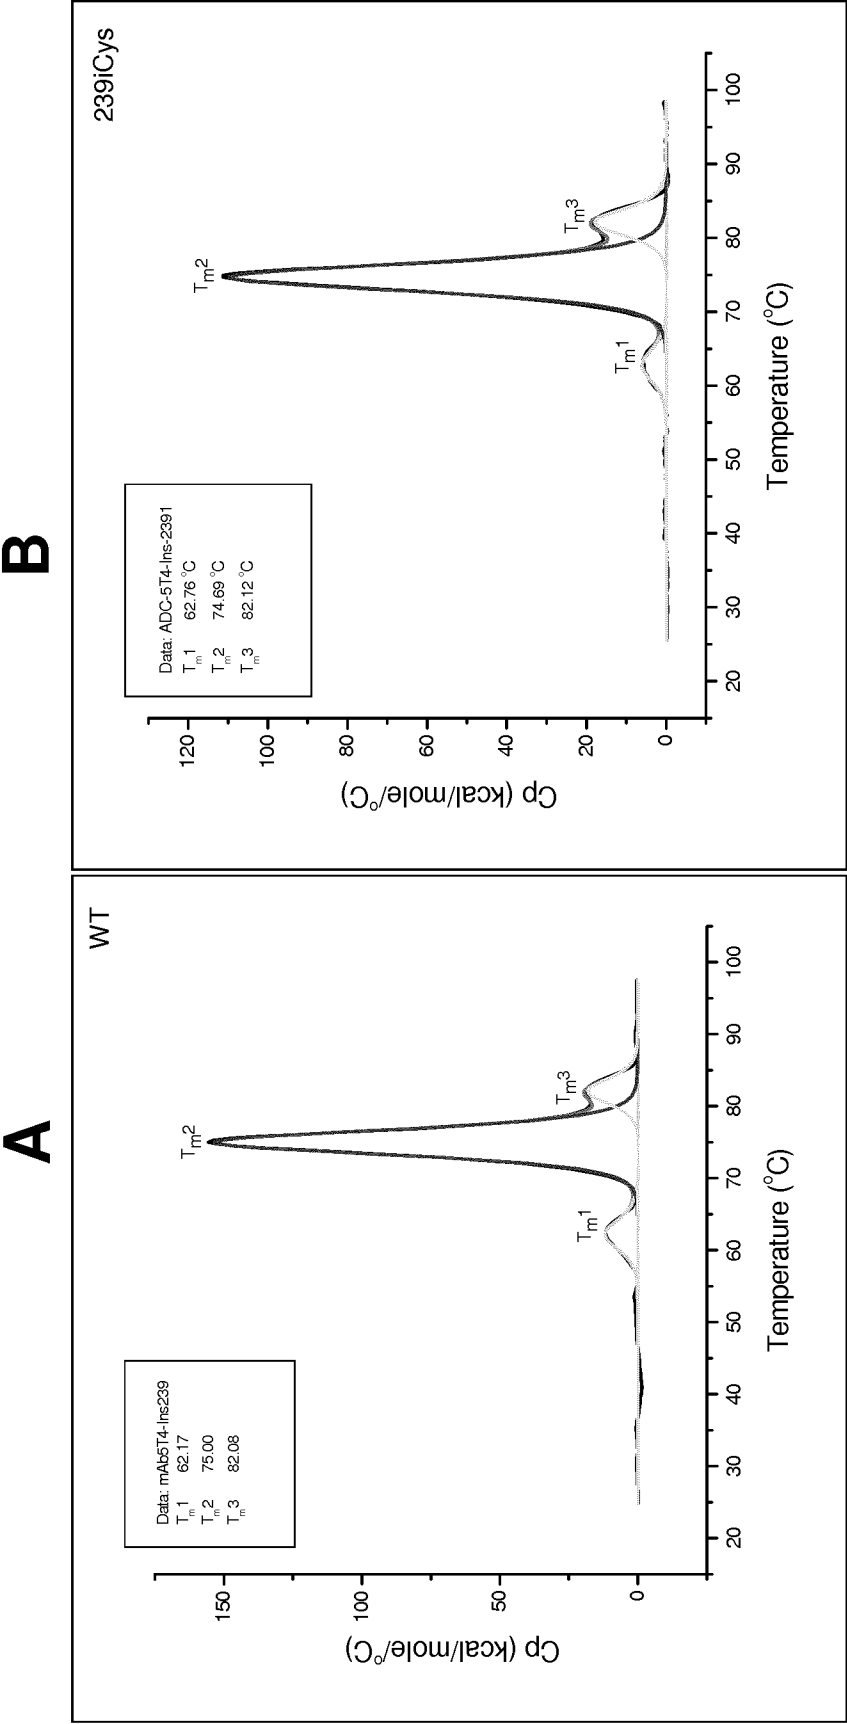 A
WT
Data: mAb5T4-Ins239
Tm1 62.17
Tm2 75.00
Tm3 82.08
Tm2
Tm3
Tm1
150
100
50
0
Cp (kcal/mole/°C)
20 30 40 50 60 70 80 90 100
Temperature (°C)
B
239iCys
Data: ADC-5T4-Ins-2391
Tm1 62.76 °C
Tm2 74.69 °C
Tm3 82.12 °C
Tm2
Tm3
Tm1
120
100
80
60
40
20
0
Cp (kcal/mole/°C)
20 30 40 50 60 70 80 90 100
Temperature (°C)